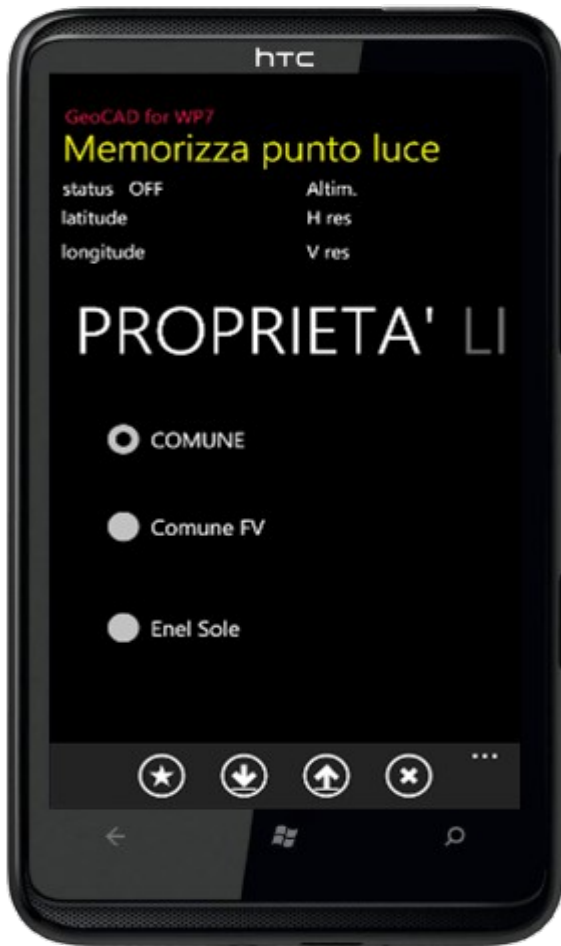 hTC
GeoCAD for WP7
Memorizza punto luce
status OFF Altim.
latitude H res
longitude V res
PROPRIETA' LI
COMUNE
Comune FV
Enel Sole